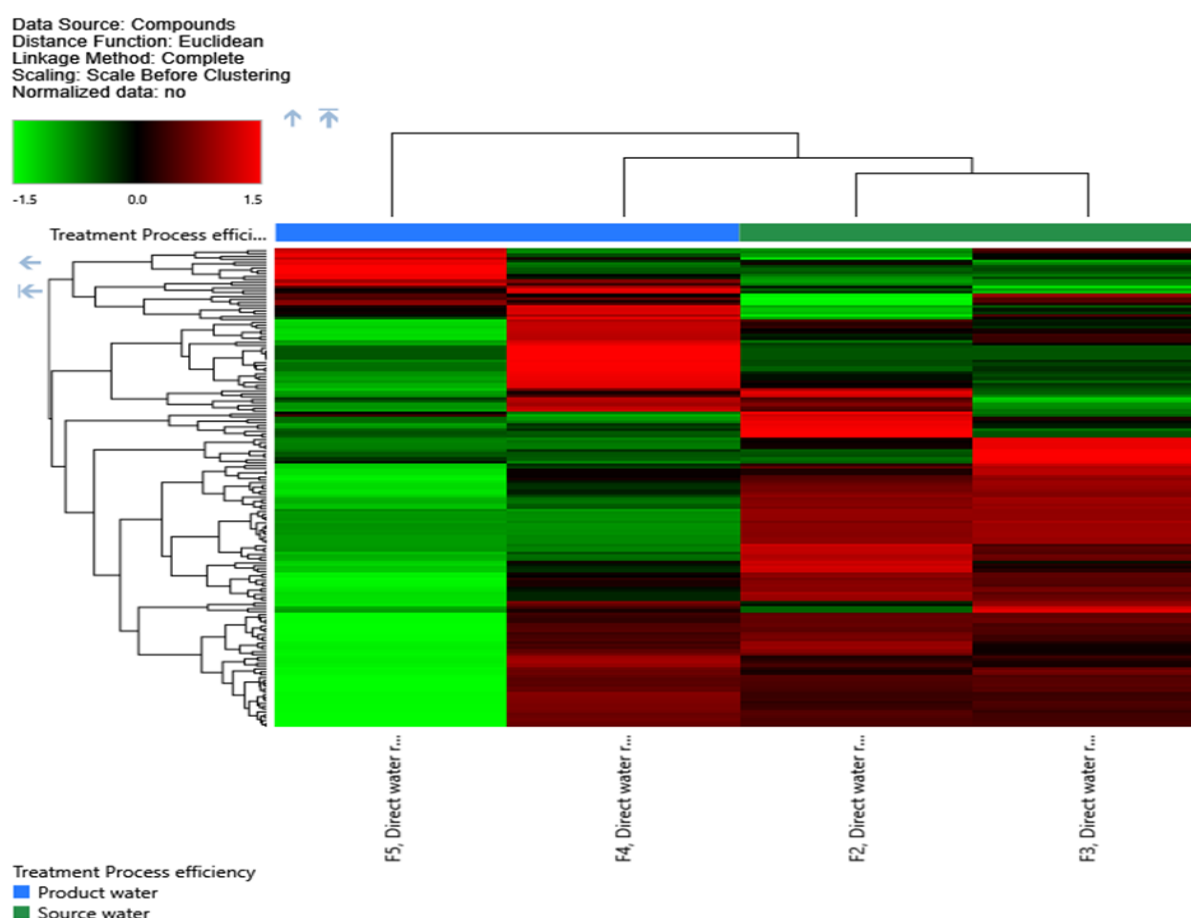 Data Source: Compounds
Distance Function: Euclidean
Linkage Method: Complete
Scaling: Scale Before Clustering
Normalized data: no
-1.5 0.0 1.5
Treatment Process effici...
F5, Direct water r...
F4, Direct water r...
F2, Direct water r...
F3, Direct water r...
Treatment Process efficiency
Product water
Source water